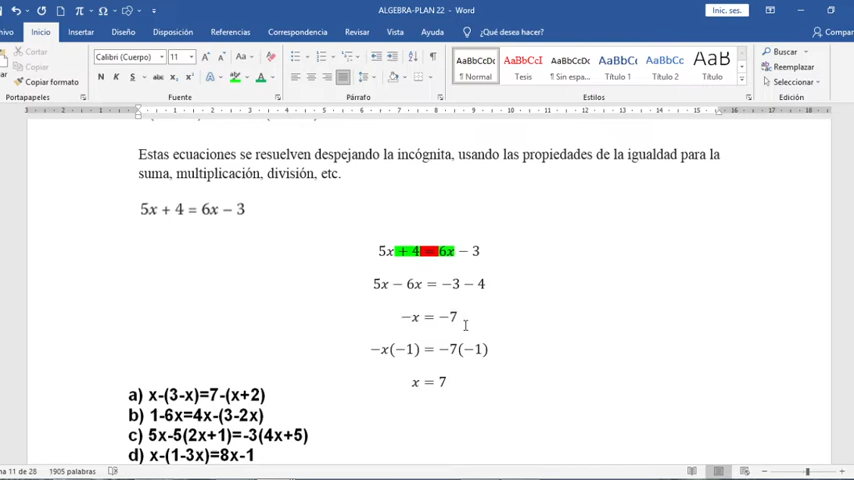 ALGEBRA-PLAN 22 - Word
Inic. ses.
Inicio Insertar Disposición Referencias Correspondencia Revisar Vista Ayuda ¿Qué desea hacer?
Cortar
Copiar
Copiar formato
Portapapeles
Calibri (Cuerpo) 11
Fuente
Párrafo
AaBbCcDc AaBbCcI AaBbCcDc AaBbCc AaBbCcD AaB
¶ Normal Tesis ¶ Sin espa... Título 1 Título 2 Título
Estilos
Buscar
Reemplazar
Seleccionar
Edición
Estas ecuaciones se resuelven despejando la incógnita, usando las propiedades de la igualdad para la
suma, multiplicación, división, etc.
5x + 4 = 6x − 3
5x + 4 = 6x − 3
5x − 6x = −3 − 4
−x = −7
−x(−1) = −7(−1)
x = 7
a) x-(3-x)=7-(x+2)
b) 1-6x=4x-(3-2x)
c) 5x-5(2x+1)=-3(4x+5)
d) x-(1-3x)=8x-1
11 de 28 1905 palabras